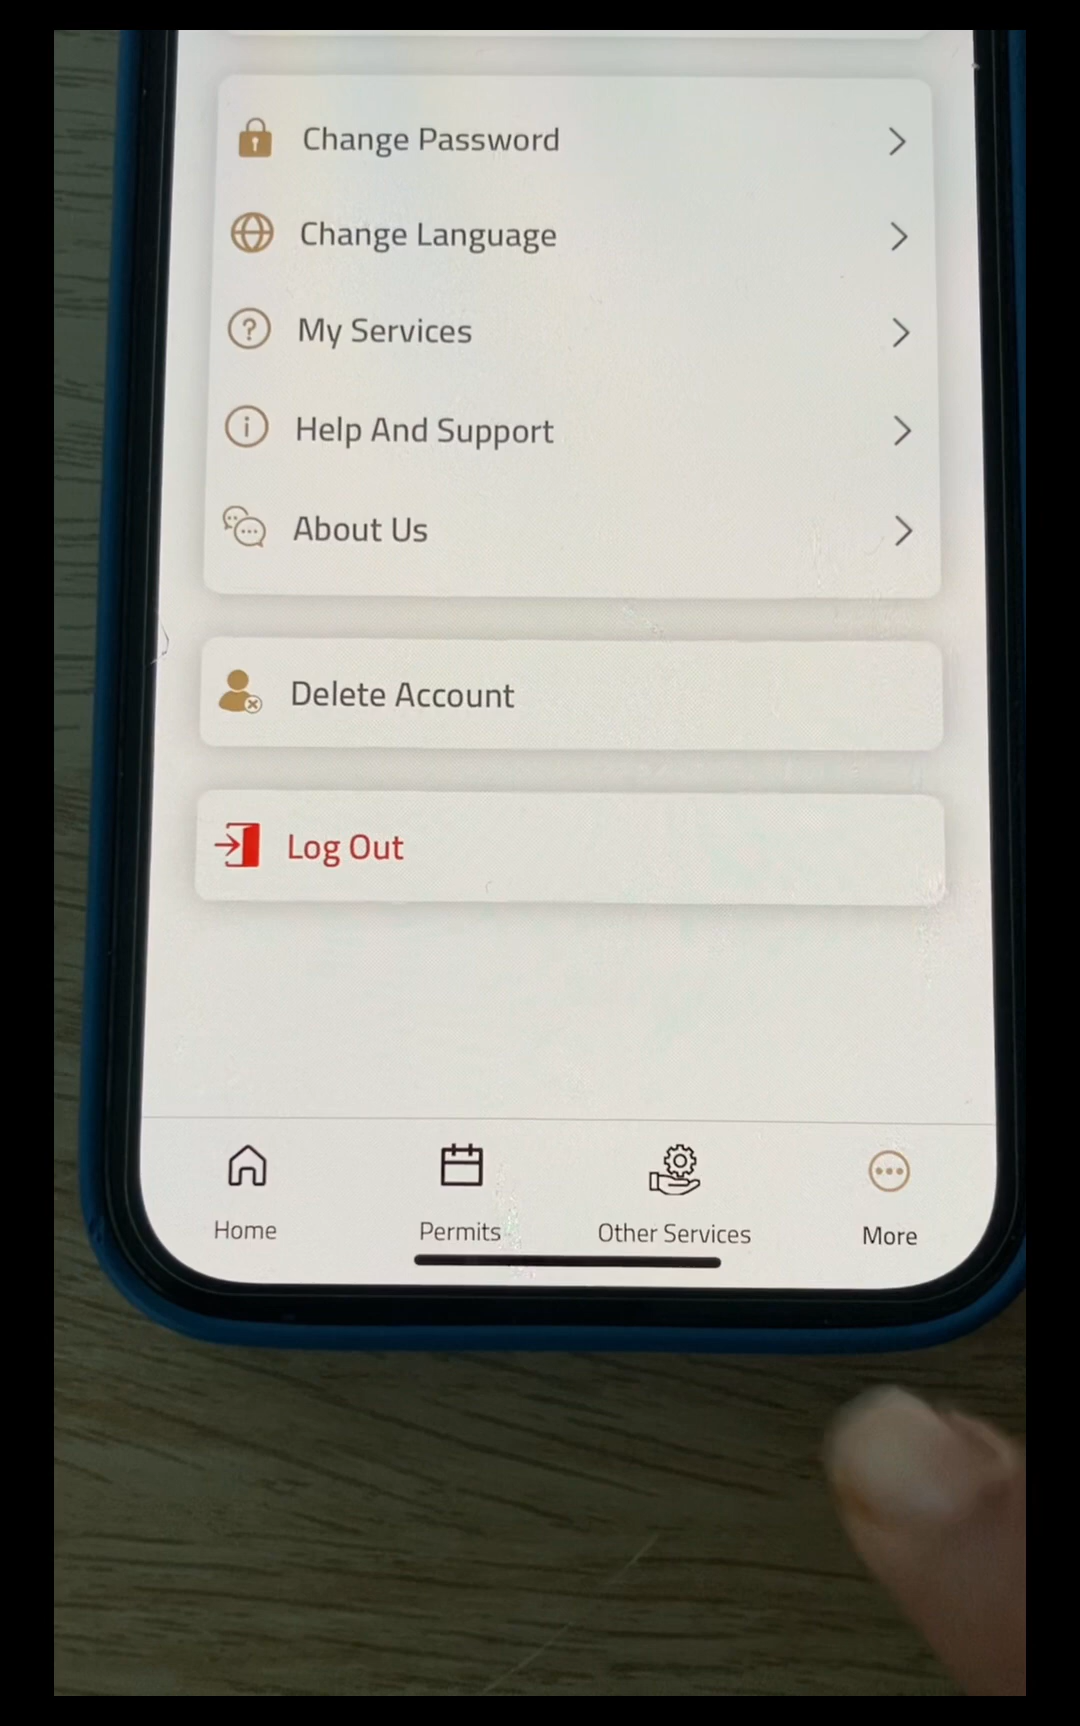 Change Password
Change Language
My Services
Help And Support
About Us
Delete Account
Log Out
Home
Permits
Other Services
More